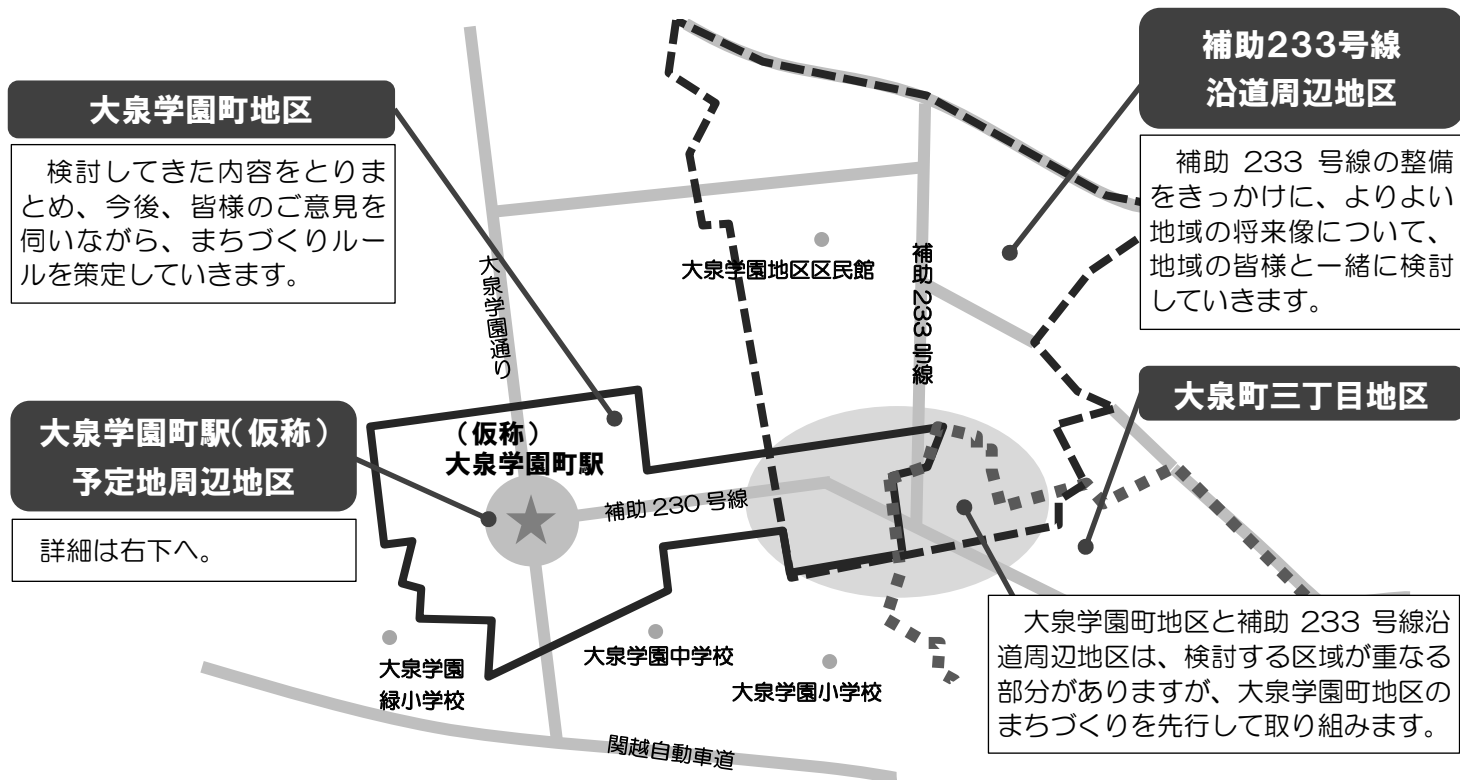 補助233号線
沿道周辺地区
補助 233 号線の整備
をきっかけに、よりよい
地域の将来像について、
地域の皆様と一緒に検討
していきます。
大泉学園町地区
検討してきた内容をとりま
とめ、今後、皆様のご意見を
伺いながら、まちづくりルー
ルを策定していきます。
大泉学園通り
大泉学園地区区民館
補助 233 号線
大泉町三丁目地区
大泉学園町駅(仮称)
予定地周辺地区
詳細は右下へ。
(仮称)
大泉学園町駅
補助 230 号線
大泉学園
緑小学校
大泉学園中学校
大泉学園小学校
関越自動車道
大泉学園町地区と補助 233 号線沿
道周辺地区は、検討する区域が重なる
部分がありますが、大泉学園町地区の
まちづくりを先行して取り組みます。